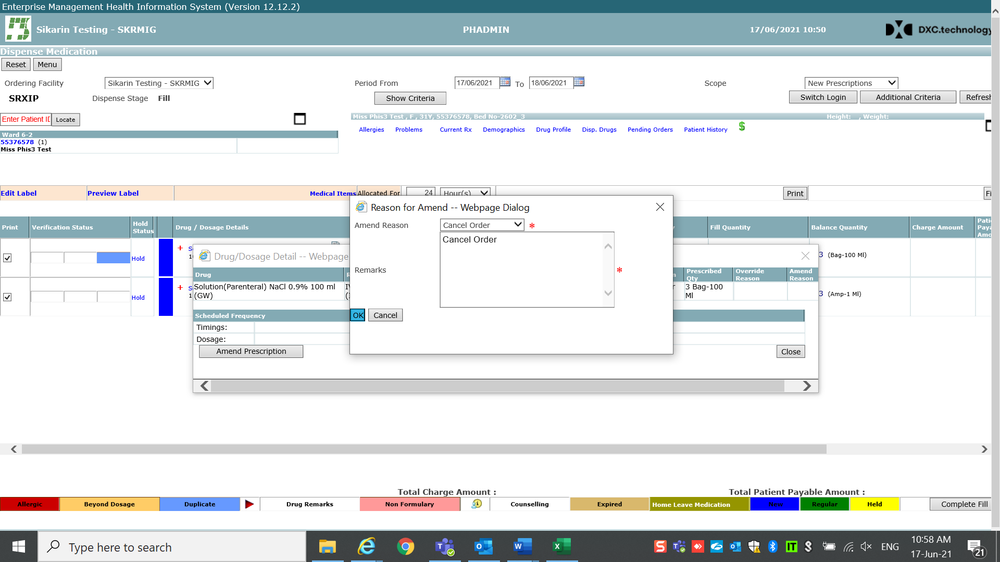 Enterprise Management Health Information System (Version 12.12.2)
Sikarin Testing - SKRMIG
PHADMIN
17/06/2021 10:50
DXC.technology
Dispense Medication
Reset Menu
Ordering Facility Sikarin Testing - SKRMIG Period From 17/06/2021 To 18/06/2021 Scope New Prescriptions
SRXIP Dispense Stage Fill Show Criteria Switch Login Additional Criteria Refresh
Enter Patient ID Locate
Miss Phis3 Test , F , 31Y, 55376578, Bed No-2602_3 Height: , Weight:
Allergies Problems Current Rx Demographics Drug Profile Disp. Drugs Pending Orders Patient History
Ward 6-2
55376578 (1)
Miss Phis3 Test
Edit Label Preview Label Medical Items Allocated For 24 Hour(s) Print Fi
Print Verification Status Hold Status Drug / Dosage Details Fill Quantity Balance Quantity Charge Amount
Hold
3 (Bag-100 Ml)
Hold
3 (Amp-1 Ml)
Drug/Dosage Detail -- Webpage
Drug Prescribed Qty Override Reason Amend Reason
Solution(Parenteral) NaCl 0.9% 100 ml
(GW)
3 Bag-100
Ml
Scheduled Frequency
Timings:
Dosage:
Amend Prescription Close
Reason for Amend -- Webpage Dialog
Amend Reason Cancel Order *
Cancel Order
Remarks *
OK Cancel
Total Charge Amount : Total Patient Payable Amount :
Allergic Beyond Dosage Duplicate Drug Remarks Non Formulary Counselling Expired Home Leave Medication New Regular Held Complete Fill
Type here to search
ENG
10:58 AM
17-Jun-21
21